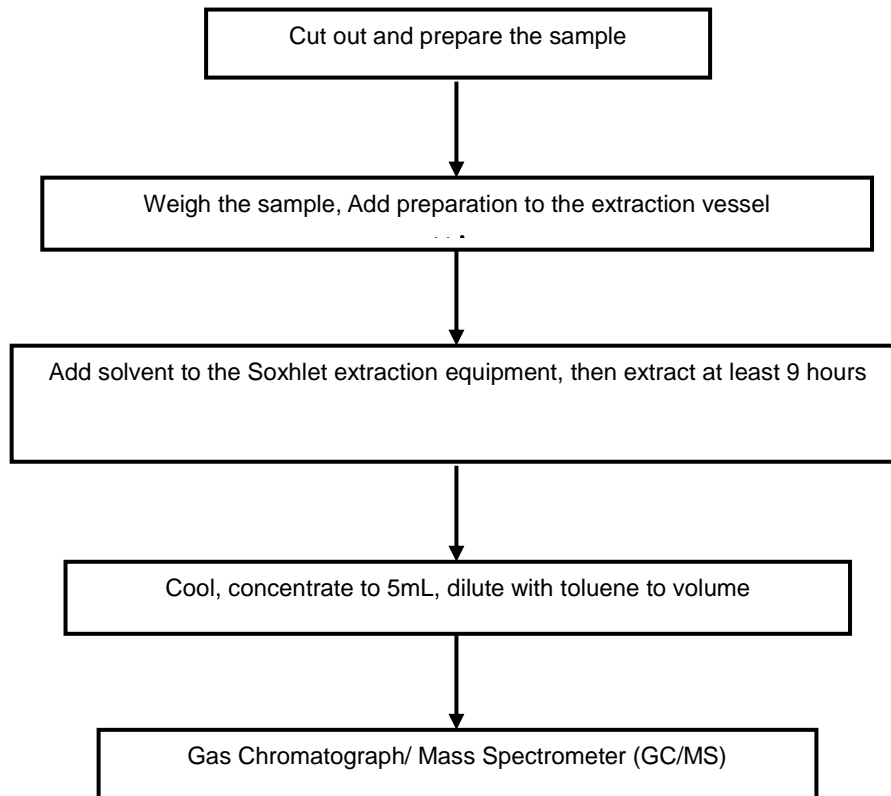 Cut out and prepare the sample
Weigh the sample, Add preparation to the extraction vessel
Add solvent to the Soxhlet extraction equipment, then extract at least 9 hours
Cool, concentrate to 5mL, dilute with toluene to volume
Gas Chromatograph/ Mass Spectrometer (GC/MS)